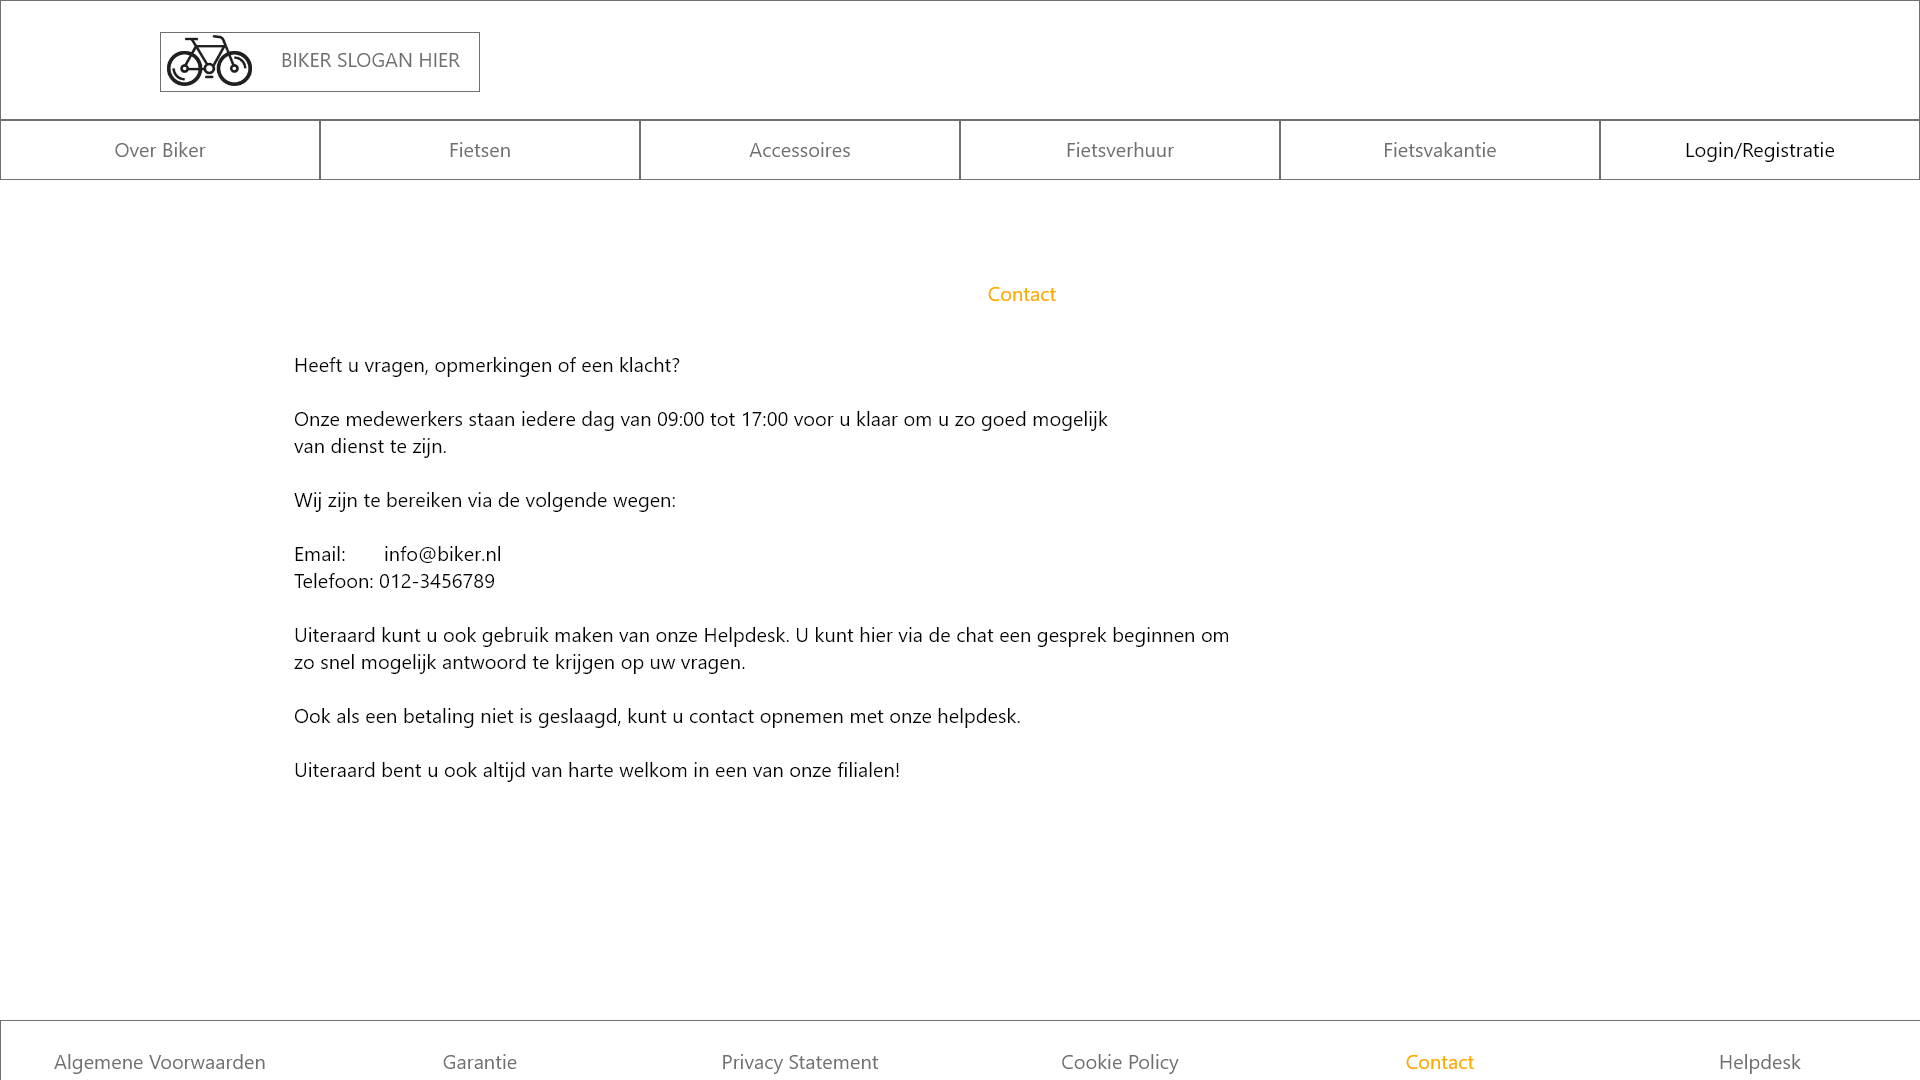 BIKER SLOGAN HIER
Over Biker
Fietsen
Accessoires
Fietsverhuur
Fietsvakantie
Login/Registratie
Contact
Heeft u vragen, opmerkingen of een klacht?
Onze medewerkers staan iedere dag van 09:00 tot 17:00 voor u klaar om u zo goed mogelijk
van dienst te zijn.
Wij zijn te bereiken via de volgende wegen:
Email: info@biker.nl
Telefoon: 012-3456789
Uiteraard kunt u ook gebruik maken van onze Helpdesk. U kunt hier via de chat een gesprek beginnen om
zo snel mogelijk antwoord te krijgen op uw vragen.
Ook als een betaling niet is geslaagd, kunt u contact opnemen met onze helpdesk.
Uiteraard bent u ook altijd van harte welkom in een van onze filialen!
Algemene Voorwaarden
Garantie
Privacy Statement
Cookie Policy
Contact
Helpdesk